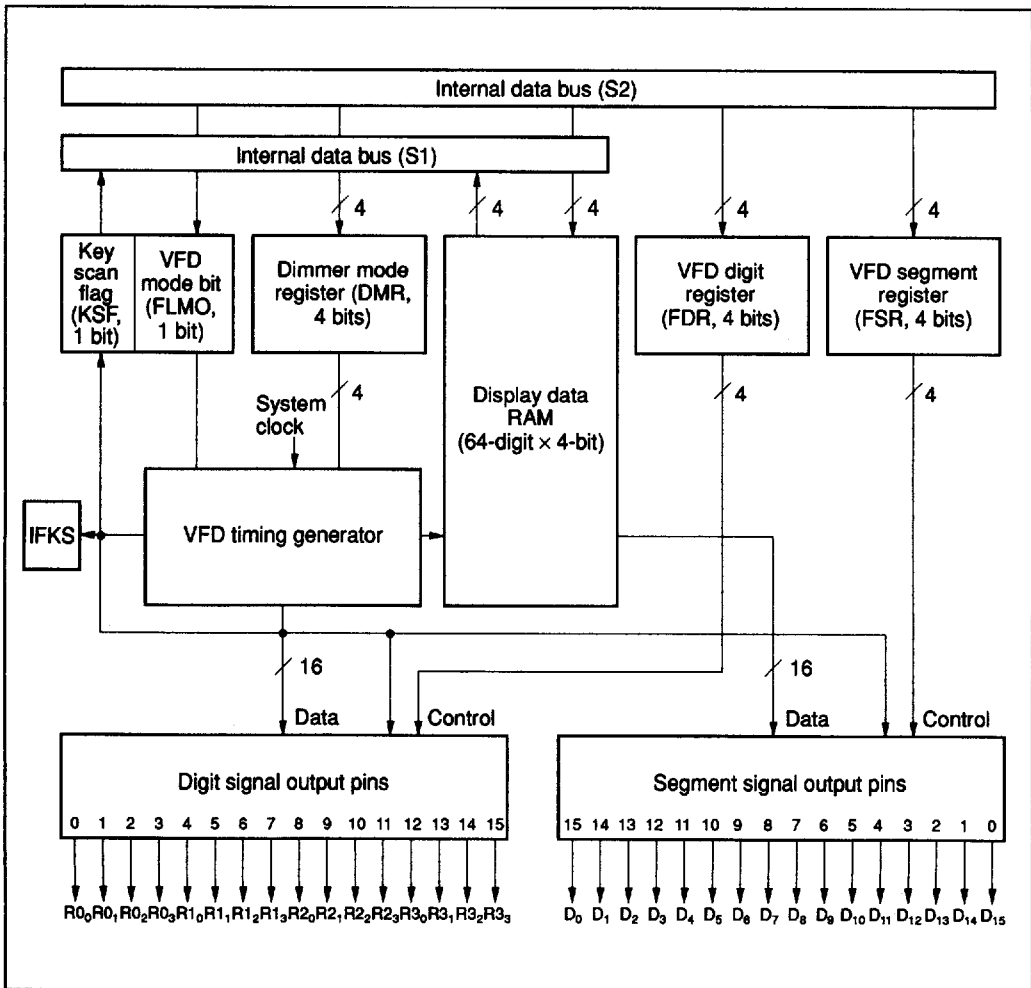 Internal data bus (S2)
Internal data bus (S1)
4
4
4
4
Key
scan
flag
(KSF,
1 bit)
VFD
mode bit
(FLMO,
1 bit)
Dimmer mode
register (DMR,
4 bits)
VFD digit
register
(FDR, 4 bits)
VFD segment
register
(FSR, 4 bits)
4
4
4
System
clock
Display data
RAM
(64-digit × 4-bit)
IFKS
VFD timing generator
16
16
Data
Control
Data
Control
Digit signal output pins
0 1 2 3 4 5 6 7 8 9 10 11 12 13 14 15
R0₀ R0₁ R0₂ R0₃ R1₀ R1₁ R1₂ R1₃ R2₀ R2₁ R2₂ R2₃ R3₀ R3₁ R3₂ R3₃
Segment signal output pins
15 14 13 12 11 10 9 8 7 6 5 4 3 2 1 0
D₀ D₁ D₂ D₃ D₄ D₅ D₆ D₇ D₈ D₉ D₁₀ D₁₁ D₁₂ D₁₃ D₁₄ D₁₅